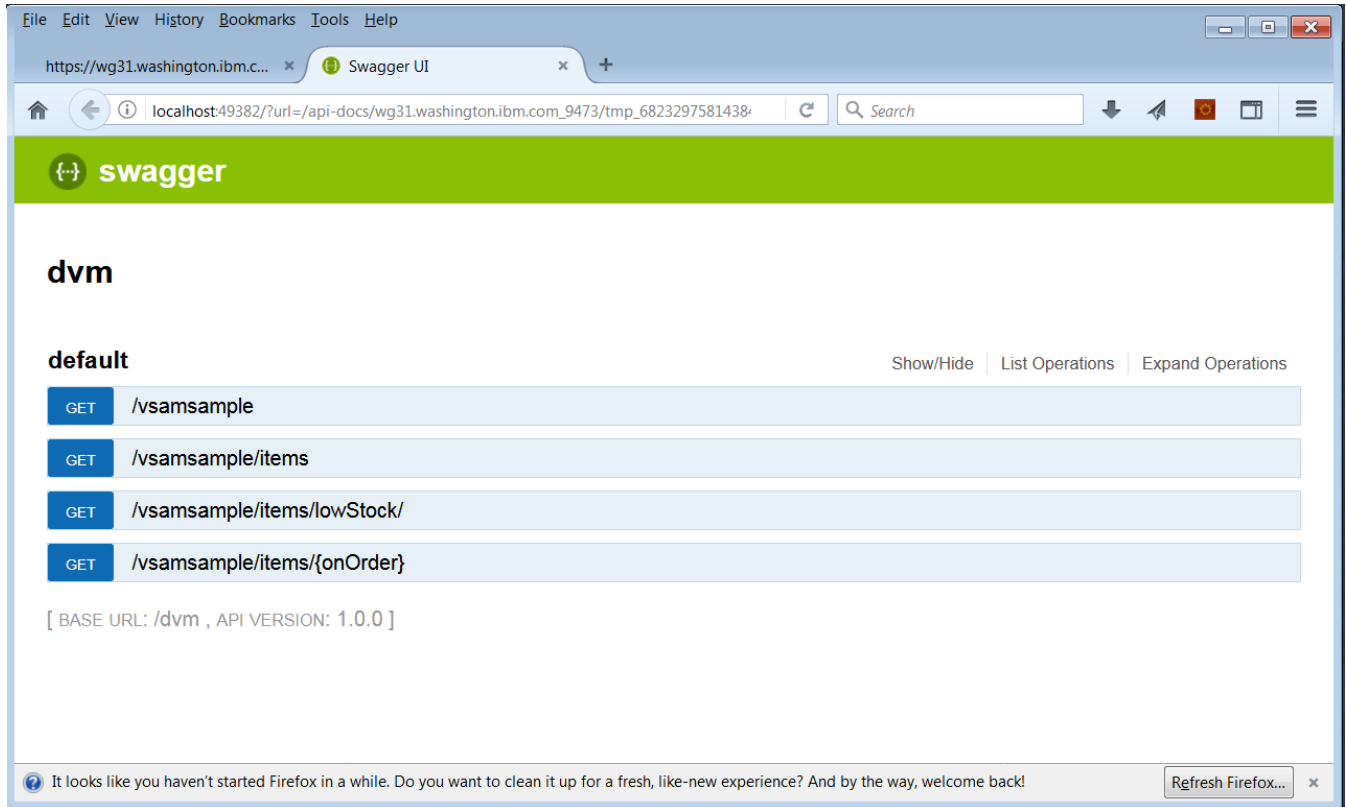 File Edit View History Bookmarks Tools Help
https://wg31.washington.ibm.c... × Swagger UI × +
localhost:49382/?url=/api-docs/wg31.washington.ibm.com_9473/tmp_6823297581438 Search
swagger
dvm
default Show/Hide List Operations Expand Operations
GET /vsamsample
GET /vsamsample/items
GET /vsamsample/items/lowStock/
GET /vsamsample/items/{onOrder}
[ BASE URL: /dvm , API VERSION: 1.0.0 ]
It looks like you haven't started Firefox in a while. Do you want to clean it up for a fresh, like-new experience? And by the way, welcome back! Refresh Firefox... ×